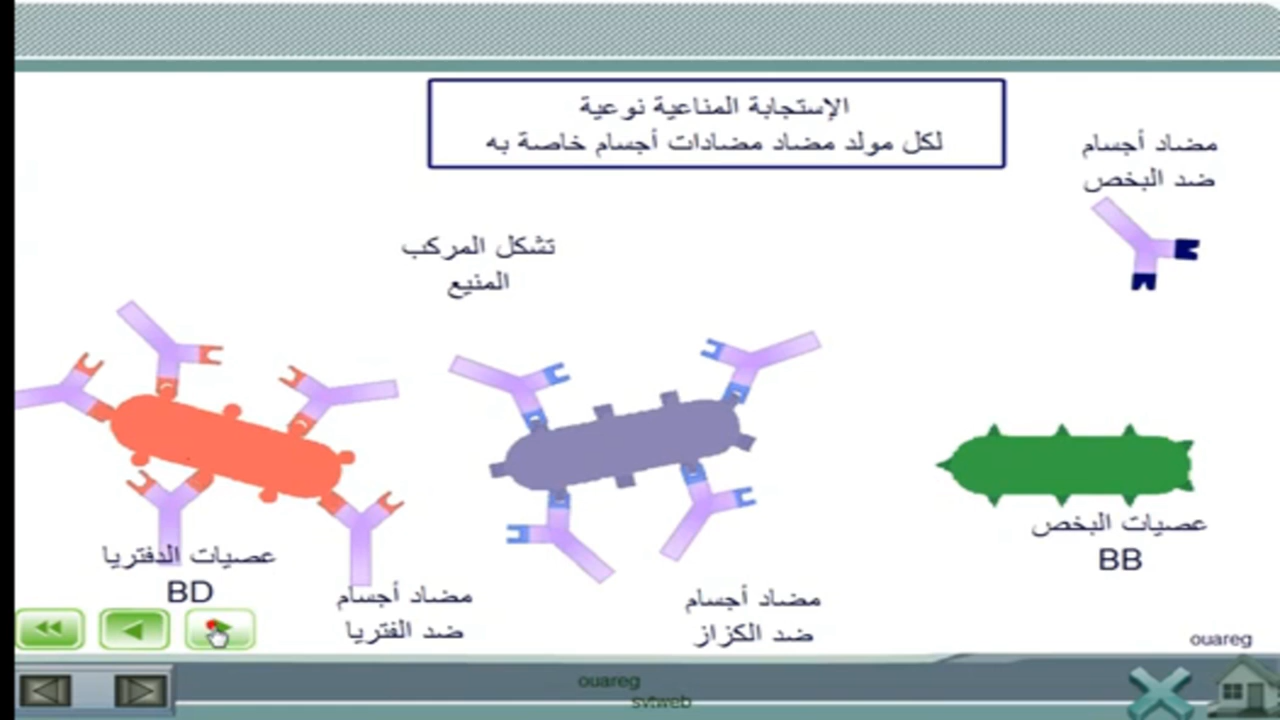 الإستجابة المناعية نوعية
لكل مولد مضاد مضادات أجسام خاصة به
مضاد أجسام
ضد البخص
تشكل المركب
المنيع
عصيات البخص
BB
عصيات الدفتريا
BD
مضاد أجسام
ضد الكزاز
مضاد أجسام
ضد الفتريا
ouareg
ouareg
svtweb